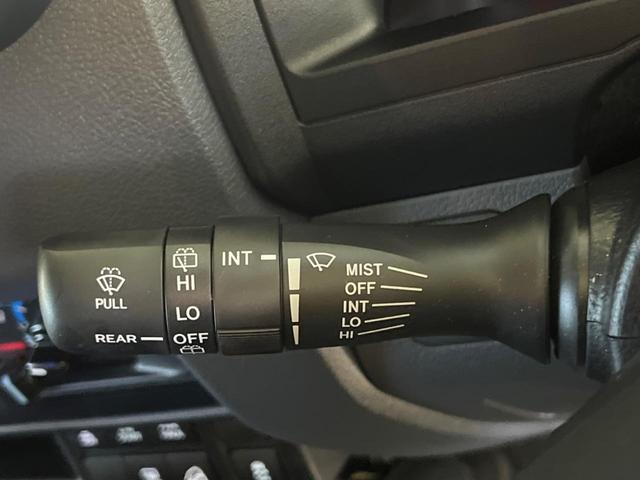 PULL
REAR
HI
LO
OFF
INT
MIST
OFF
INT
LO
HI